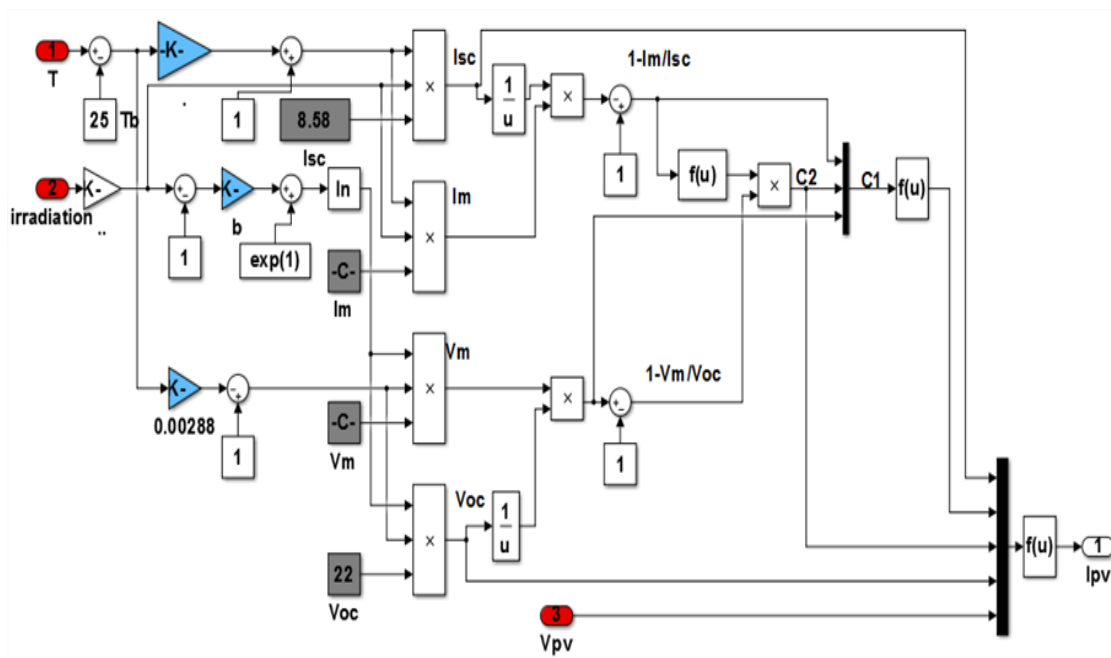 1
T
-K-
.
25
Tb
1
8.58
Isc
×
Isc
1
u
×
1-Im/Isc
1
2
irradiation
K-
..
1
K-
b
exp(1)
ln
-C-
Im
×
Im
f(u)
×
C2
C1
f(u)
K-
0.00288
1
-C-
Vm
×
Vm
×
1-Vm/Voc
1
22
Voc
×
Voc
1
u
3
Vpv
f(u)
1
Ipv